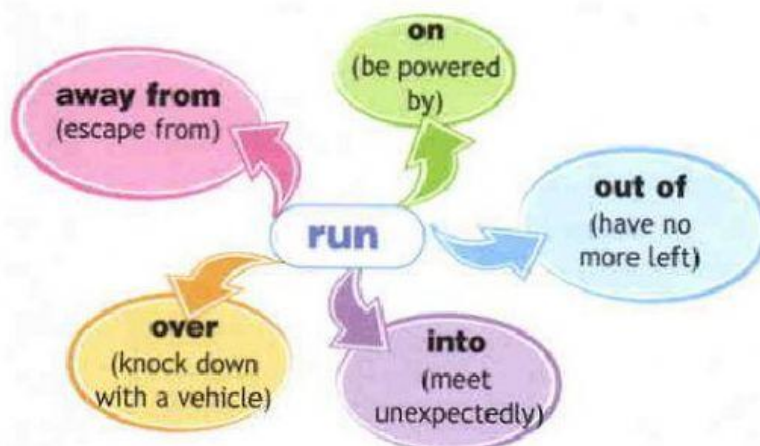 on
(be powered
by)
away from
(escape from)
out of
(have no
more left)
run
over
(knock down
with a vehicle)
into
(meet
unexpectedly)